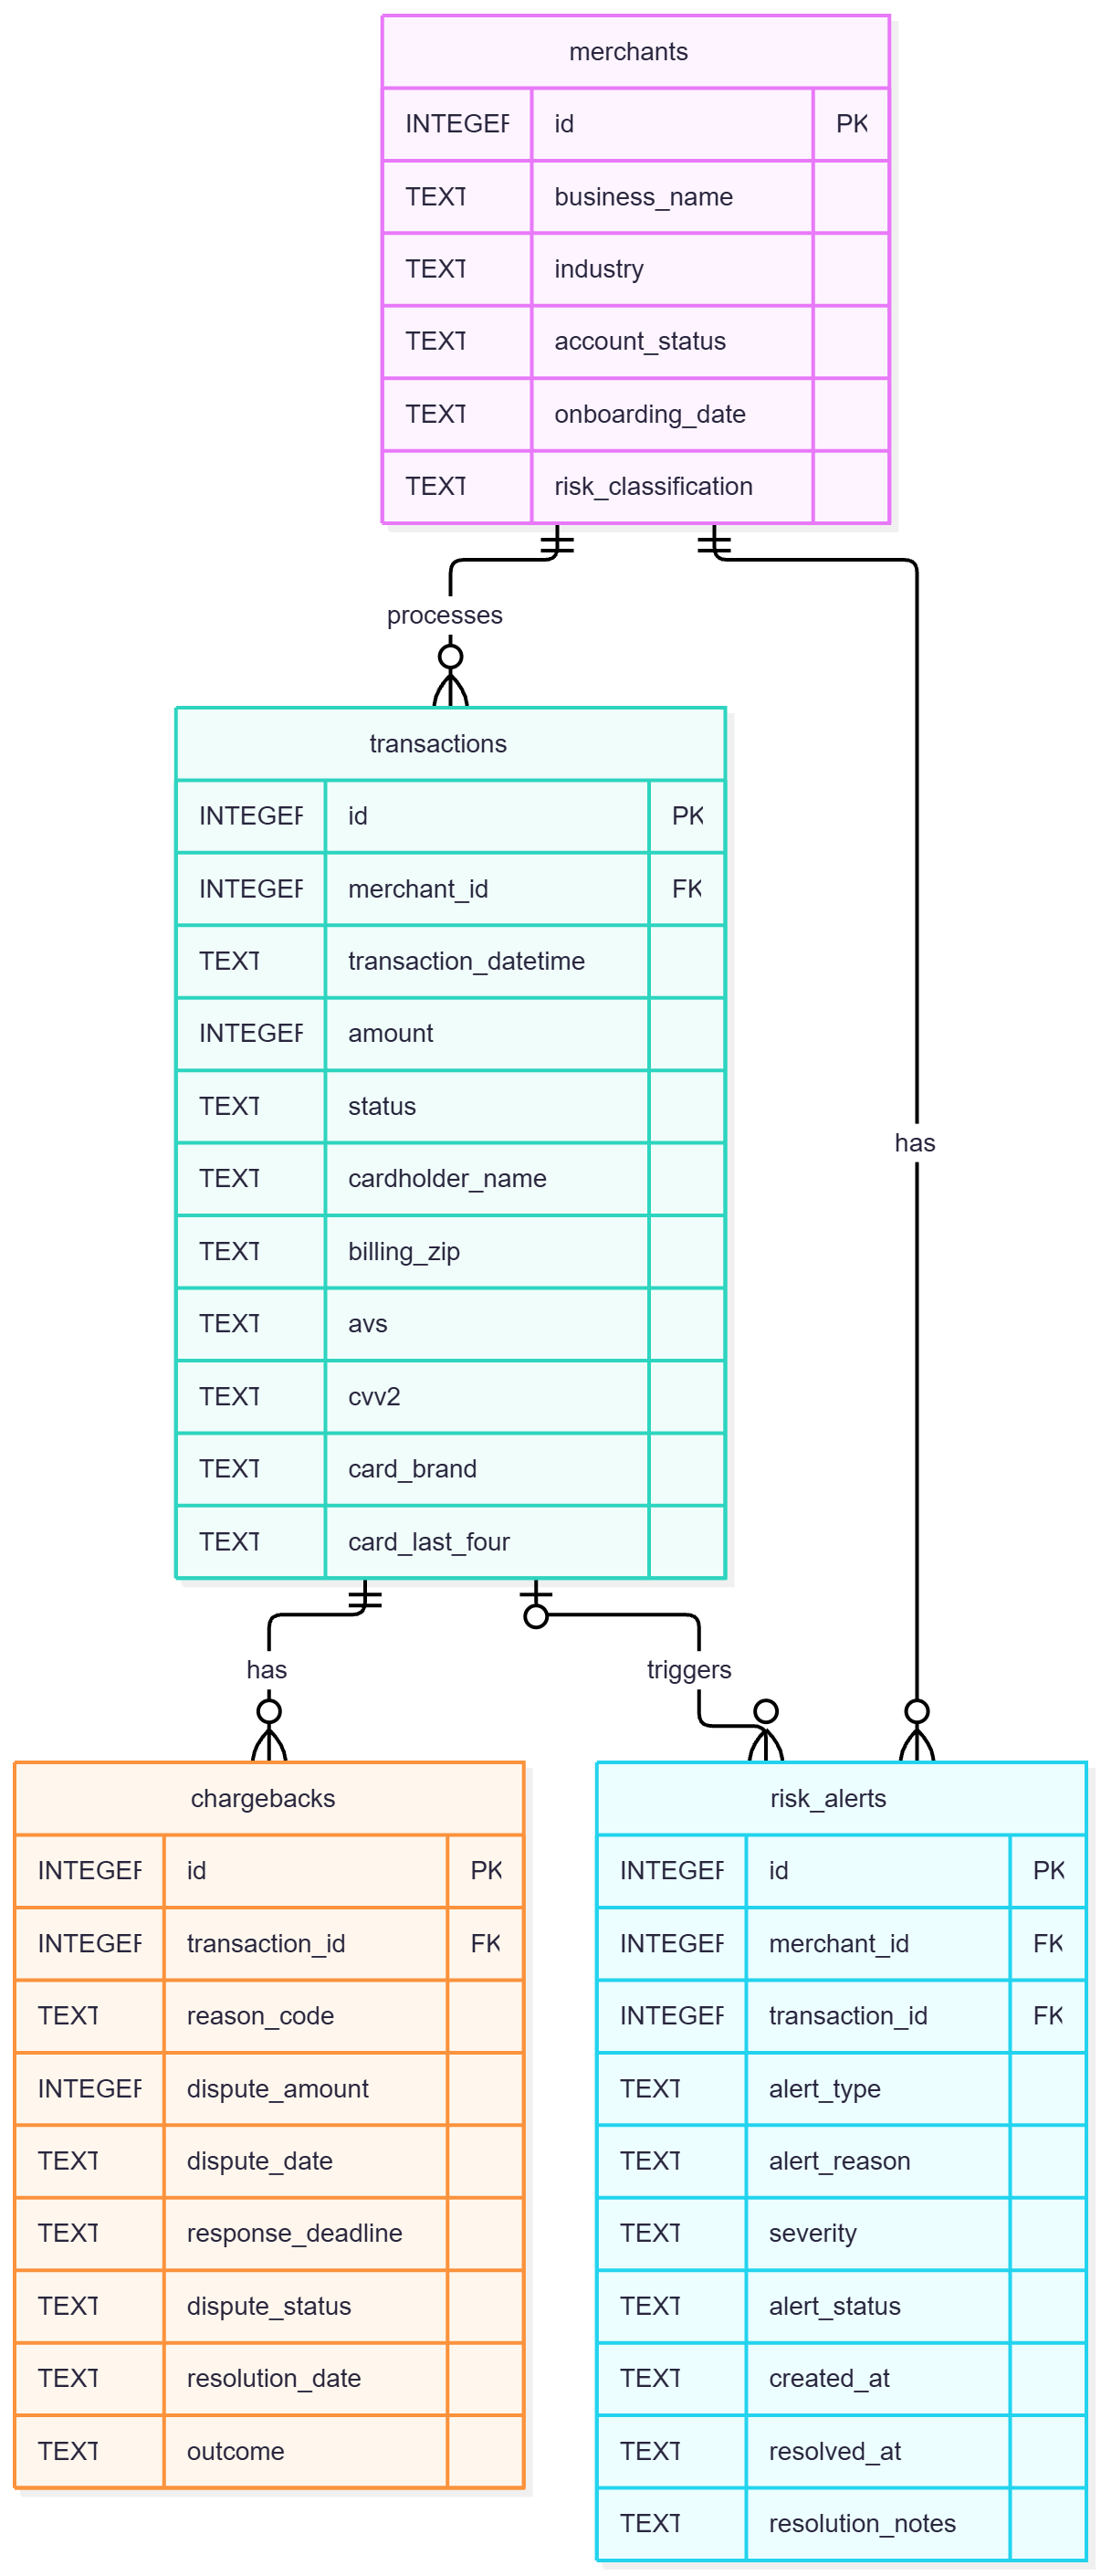 merchants
INTEGER id PK
TEXT business_name
TEXT industry
TEXT account_status
TEXT onboarding_date
TEXT risk_classification
processes
transactions
INTEGER id PK
INTEGER merchant_id FK
TEXT transaction_datetime
INTEGER amount
TEXT status
has
TEXT cardholder_name
TEXT billing_zip
TEXT avs
TEXT cvv2
TEXT card_brand
TEXT card_last_four
has triggers
chargebacks
INTEGER id PK
INTEGER transaction_id FK
TEXT reason_code
INTEGER dispute_amount
TEXT dispute_date
TEXT response_deadline
TEXT dispute_status
TEXT resolution_date
TEXT outcome
risk_alerts
INTEGER id PK
INTEGER merchant_id FK
INTEGER transaction_id FK
TEXT alert_type
TEXT alert_reason
TEXT severity
TEXT alert_status
TEXT created_at
TEXT resolved_at
TEXT resolution_notes